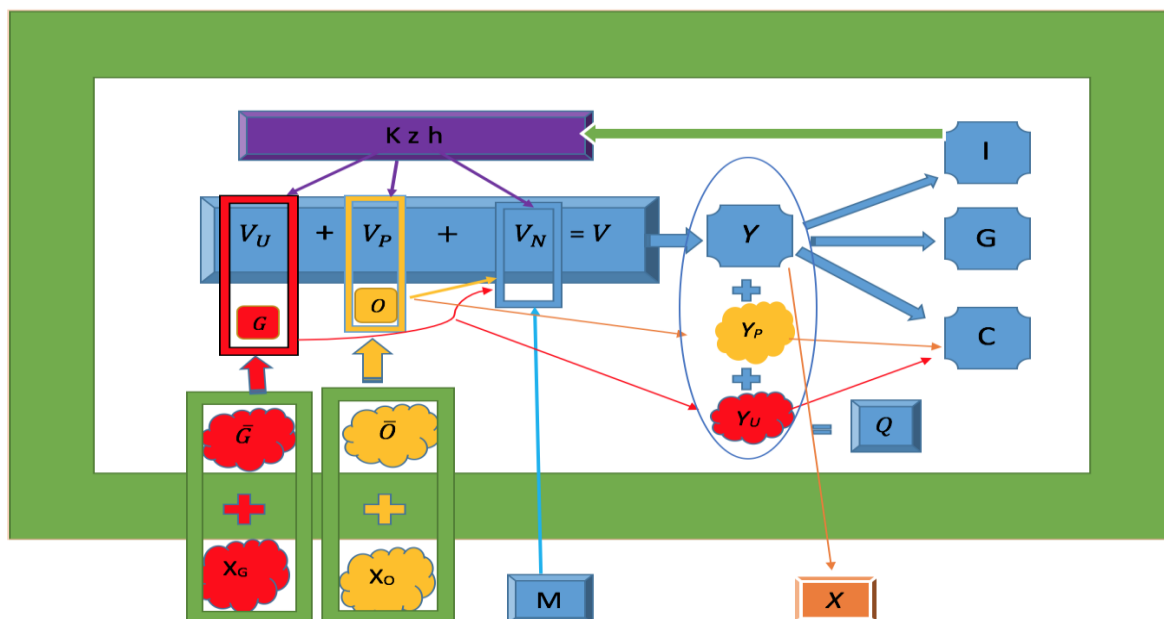 K z h
I
V_U + V_P + V_N = V
Y
G
G
O
+
Y_P
C
+
Y_U
=
Q
Ḡ
Ō
+
+
X_G
X_O
M
X